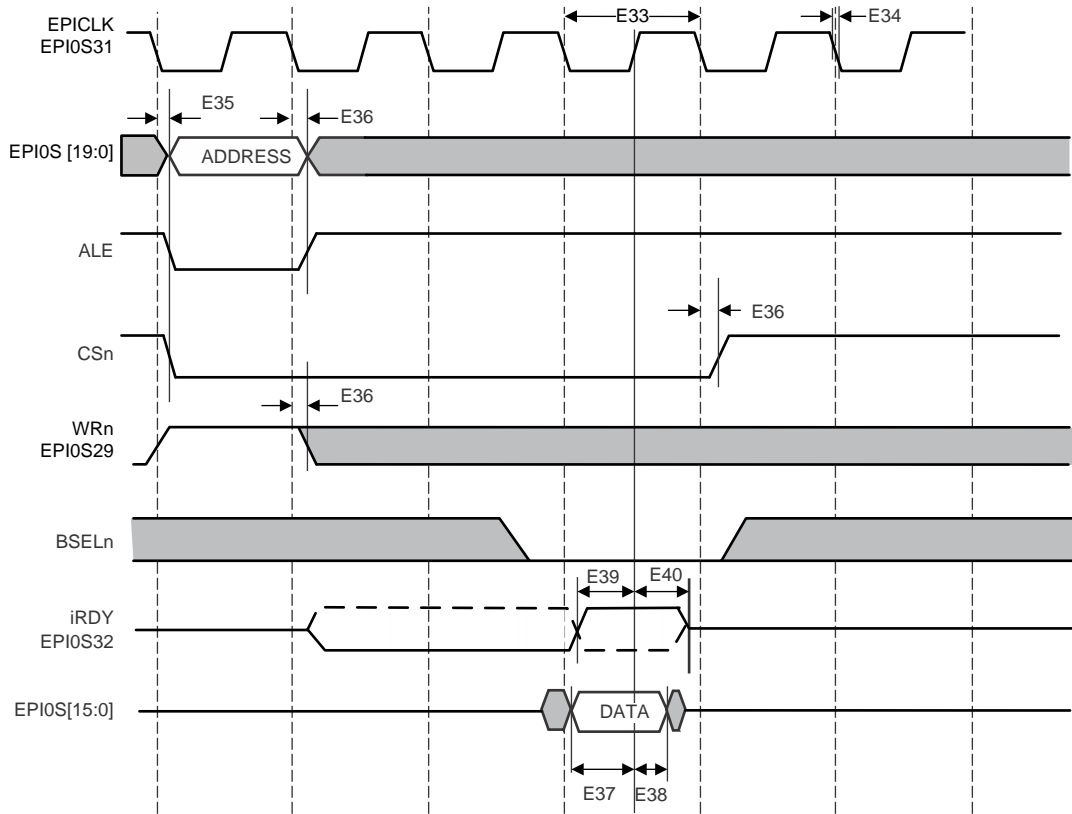 EPICLK
EPI0S31
E33
E34
E35
E36
EPI0S [19:0]
ADDRESS
ALE
E36
CSn
E36
WRn
EPI0S29
BSELn
E39
E40
iRDY
EPI0S32
EPI0S[15:0]
DATA
E37
E38